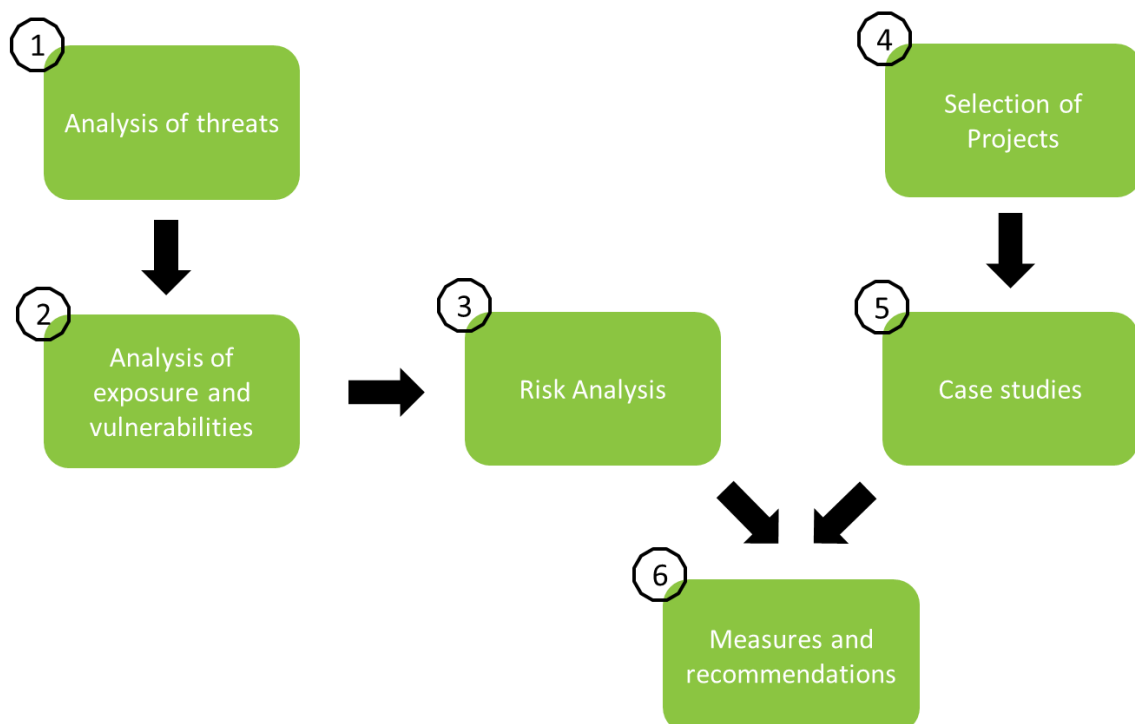 1
Analysis of threats
2
Analysis of
exposure and
vulnerabilities
3
Risk Analysis
4
Selection of
Projects
5
Case studies
6
Measures and
recommendations